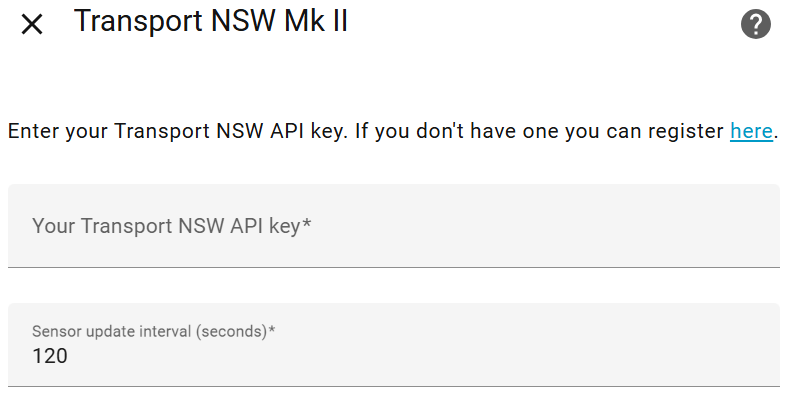 Transport NSW Mk II
Enter your Transport NSW API key. If you don't have one you can register here.
Your Transport NSW API key*
Sensor update interval (seconds)*
120